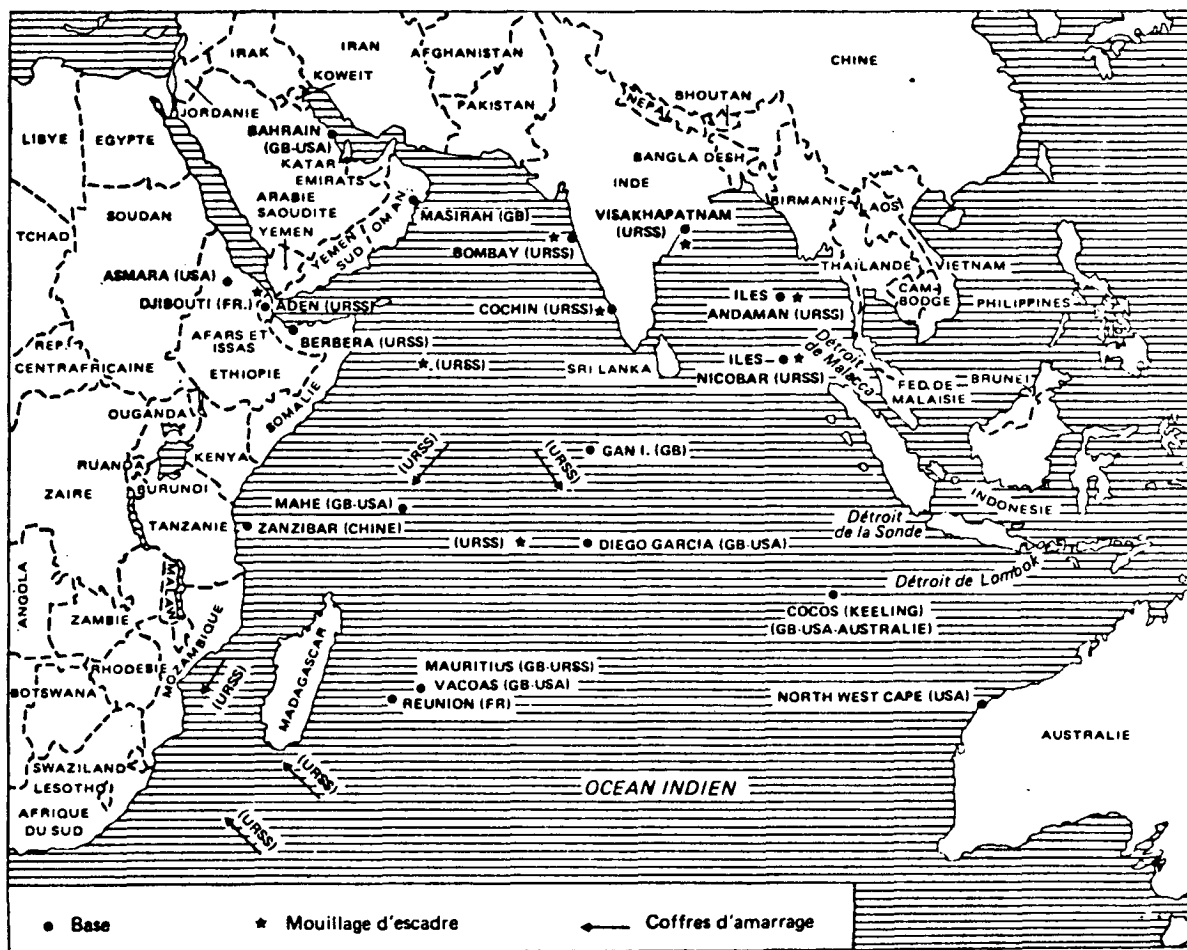 IRAK
IRAN
AFGHANISTAN
CHINE
KOWEIT
JORDANIE
PAKISTAN
NEPAL
BHOUTAN
LIBYE
EGYPTE
BAHRAIN
(GB-USA)
KATAR
EMIRATS
BANGLA DESH
INDE
ARABIE
SAOUDITE
OMAN
MASIRAH (GB)
VISAKHAPATNAM
(URSS)
BIRMANIE
LAOS
SOUDAN
TCHAD
YEMEN
YEMEN
SUD
BOMBAY (URSS)
THAILANDE
VIETNAM
ASMARA (USA)
DJIBOUTI (FR.)
ADEN (URSS)
COCHIN (URSS)
ILES
ANDAMAN (URSS)
CAM-
BODGE
PHILIPPINES
AFARS ET
ISSAS
BERBERA (URSS)
REP.
CENTRAFRICAINE
ETHIOPIE
(URSS)
SRI LANKA
ILES
NICOBAR (URSS)
Détroit
de Malacca
FED. DE
MALAISIE
BRUNEI
OUGANDA
SOMALIE
KENYA
RUANDA
BURUNDI
ZAIRE
(URSS)
(URSS)
GAN I. (GB)
MAHE (GB-USA)
INDONESIE
TANZANIE
ZANZIBAR (CHINE)
(URSS)
DIEGO GARCIA (GB-USA)
Détroit
de la Sonde
Détroit de Lombok
ANGOLA
MALAWI
ZAMBIE
COCOS (KEELING)
(GB-USA-AUSTRALIE)
RHODESIE
MOZAMBIQUE
(URSS)
MADAGASCAR
MAURITIUS (GB-URSS)
VACOAS (GB-USA)
REUNION (FR)
NORTH WEST CAPE (USA)
BOTSWANA
AUSTRALIE
SWAZILAND
LESOTHO
AFRIQUE
DU SUD
(URSS)
(URSS)
OCEAN INDIEN
Base
Mouillage d'escadre
Coffres d'amarrage